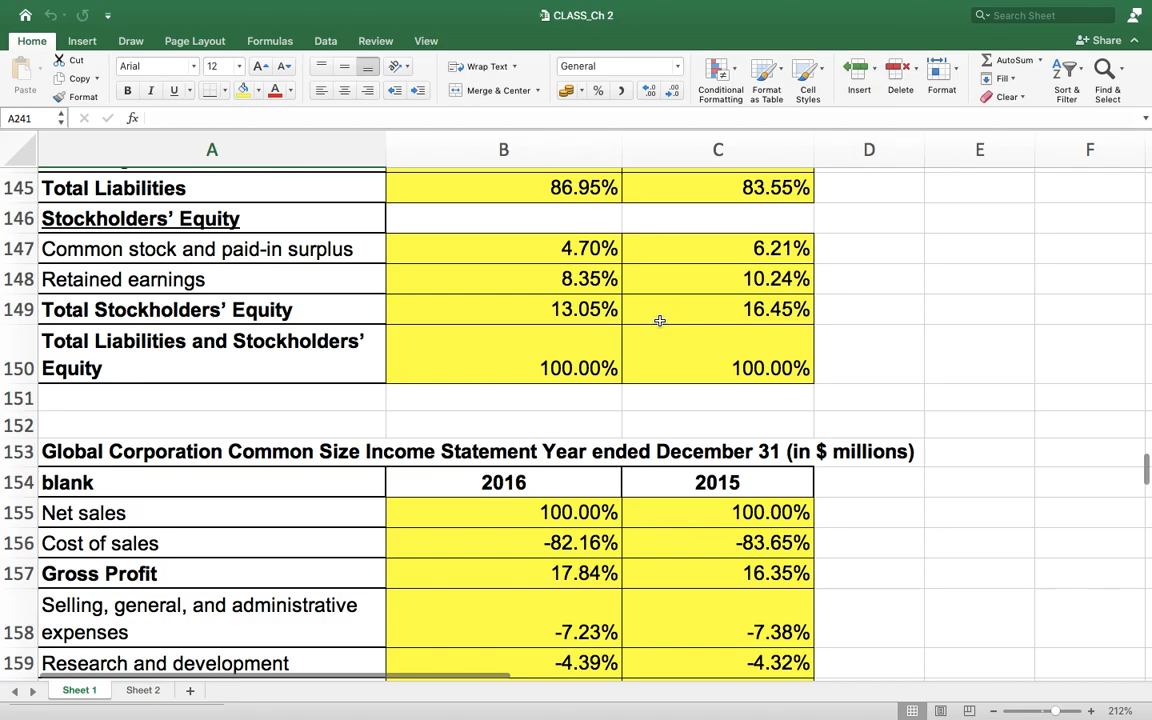 CLASS_Ch 2
Search Sheet
Home Insert Draw Page Layout Formulas Data Review View
Share
Paste
Cut
Copy
Format
Arial 12
A A
B I U A
Wrap Text
Merge & Center
General
%
Conditional Formatting
Format as Table
Cell Styles
Insert
Delete
Format
AutoSum
Fill
Clear
Sort & Filter
Find & Select
A241 fx
A B C D E F
145 Total Liabilities 86.95% 83.55%
146 Stockholders’ Equity
147 Common stock and paid-in surplus 4.70% 6.21%
148 Retained earnings 8.35% 10.24%
149 Total Stockholders’ Equity 13.05% 16.45%
Total Liabilities and Stockholders’
150 Equity 100.00% 100.00%
151
152
153 Global Corporation Common Size Income Statement Year ended December 31 (in $ millions)
154 blank 2016 2015
155 Net sales 100.00% 100.00%
156 Cost of sales -82.16% -83.65%
157 Gross Profit 17.84% 16.35%
Selling, general, and administrative
158 expenses -7.23% -7.38%
159 Research and development -4.39% -4.32%
Sheet 1 Sheet 2 +
212%